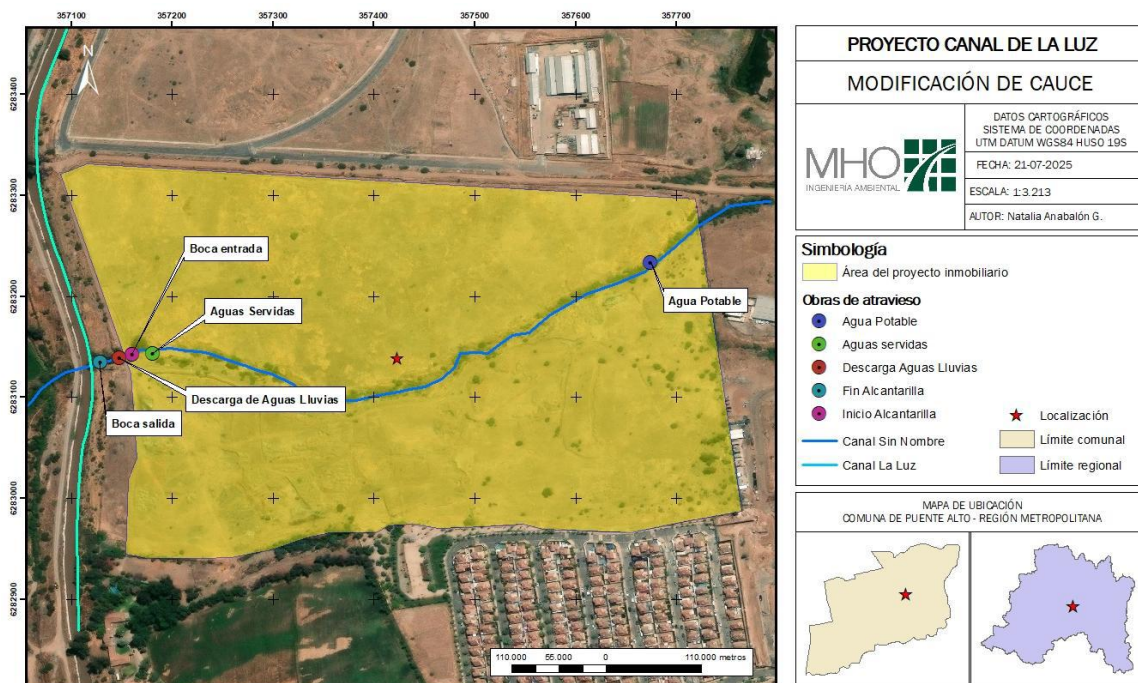 357100 357200 357300 357400 357500 357600 357700
6283400
6283300
6283200
6283100
6283000
6282900
N
Boca entrada
Aguas Servidas
Agua Potable
Descarga de Aguas Lluvias
Boca salida
110.000 55.000 0 110.000 metros
PROYECTO CANAL DE LA LUZ
MODIFICACIÓN DE CAUCE
MHO
INGENIERIA AMBIENTAL
DATOS CARTOGRÁFICOS
SISTEMA DE COORDENADAS
UTM DATUM WGS84 HUSO 19S
FECHA: 21-07-2025
ESCALA: 1:3.213
AUTOR: Natalia Anabalón G.
Simbología
Área del proyecto inmobiliario
Obras de atravieso
Agua Potable
Aguas servidas
Descarga Aguas Lluvias
Fin Alcantarilla
Inicio Alcantarilla
Canal Sin Nombre
Canal La Luz
Localización
Límite comunal
Límite regional
MAPA DE UBICACIÓN
COMUNA DE PUENTE ALTO - REGIÓN METROPOLITANA